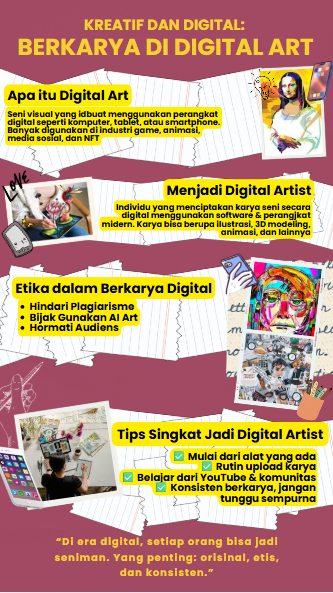 KREATIF DAN DIGITAL:
BERKARYA DI DIGITAL ART
Apa itu Digital Art
Seni visual yang idbuat menggunakan perangkat
digital seperti komputer, tablet, atau smartphone.
Banyak digunakan di industri game, animasi,
media sosial, dan NFT
LOVE
Menjadi Digital Artist
Individu yang menciptakan karya seni secara
digital menggunakan software & perangkat
midern. Karya bisa berupa ilustrasi, 3D modeling,
animasi, dan lainnya
Etika dalam Berkarya Digital
• Hindari Plagiarisme
• Bijak Gunakan AI Art
• Hormati Audiens
Tips Singkat Jadi Digital Artist
✅ Mulai dari alat yang ada
✅ Rutin upload karya
✅ Belajar dari YouTube & komunitas
✅ Konsisten berkarya, jangan
tunggu sempurna
“Di era digital, setiap orang bisa jadi
seniman. Yang penting: orisinal, etis,
dan konsisten.”